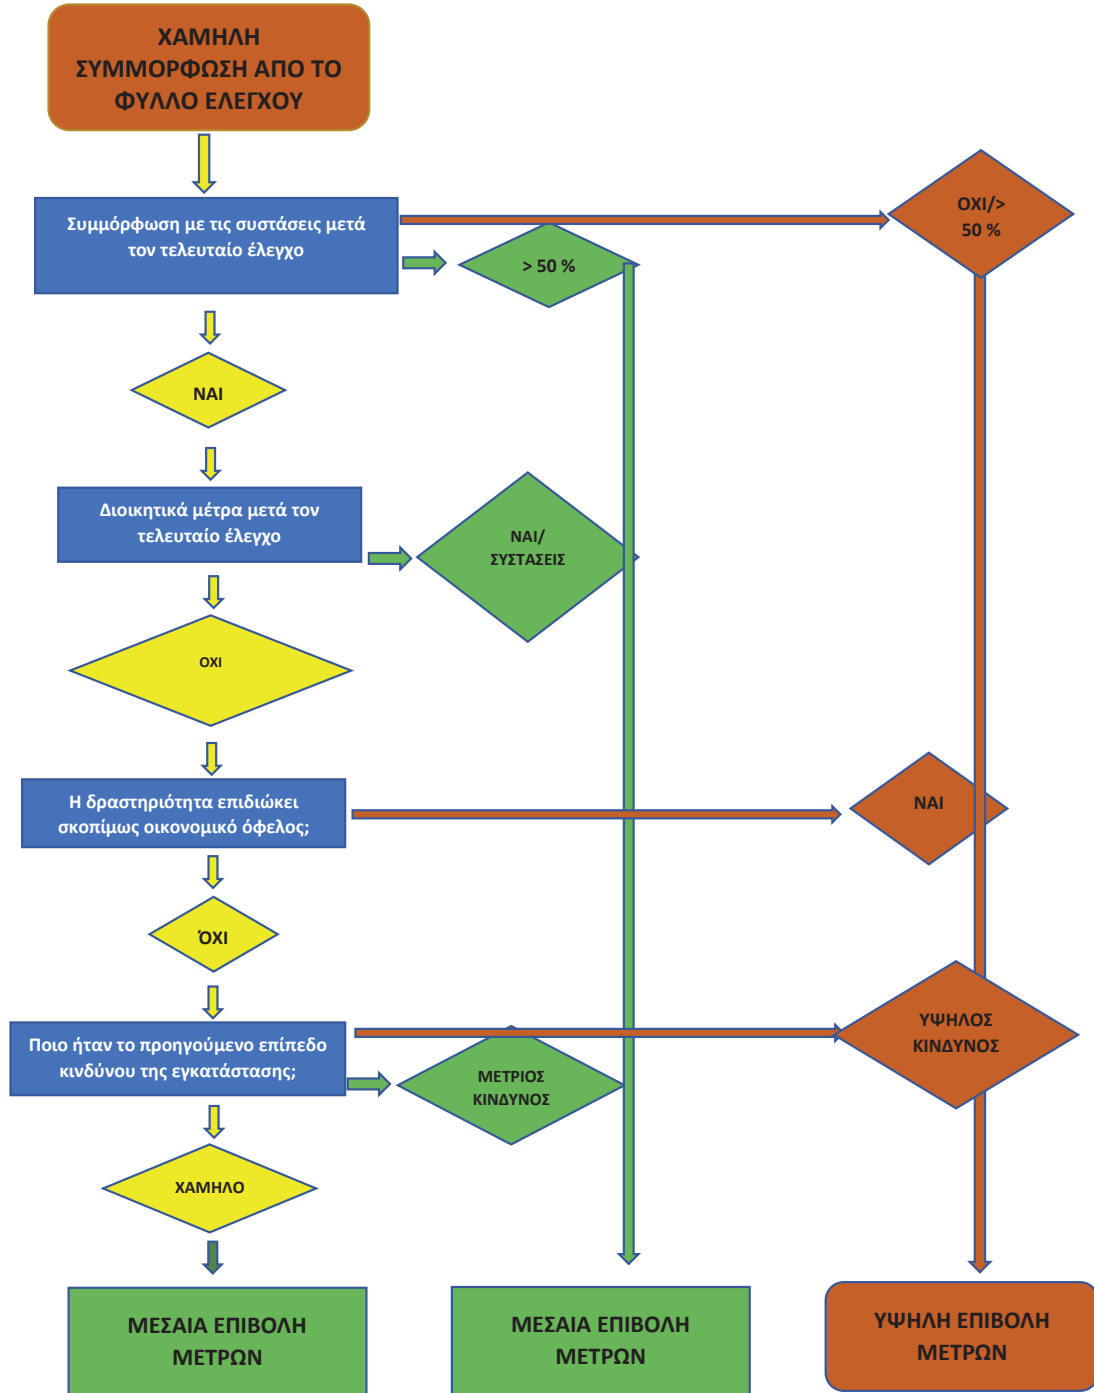 ΧΑΜΗΛΗ
ΣΥΜΜΟΡΦΩΣΗ ΑΠΟ ΤΟ
ΦΥΛΛΟ ΕΛΕΓΧΟΥ
Συμμόρφωση με τις συστάσεις μετά
τον τελευταίο έλεγχο
> 50 %
ΟΧΙ/>
50 %
ΝΑΙ
Διοικητικά μέτρα μετά τον
τελευταίο έλεγχο
ΝΑΙ/
ΣΥΣΤΑΣΕΙΣ
ΟΧΙ
Η δραστηριότητα επιδιώκει
σκοπίμως οικονομικό όφελος;
ΝΑΙ
ΌΧΙ
Ποιο ήταν το προηγούμενο επίπεδο
κινδύνου της εγκατάστασης;
ΜΕΤΡΙΟΣ
ΚΙΝΔΥΝΟΣ
ΥΨΗΛΟΣ
ΚΙΝΔΥΝΟΣ
ΧΑΜΗΛΟ
ΜΕΣΑΙΑ ΕΠΙΒΟΛΗ
ΜΕΤΡΩΝ
ΜΕΣΑΙΑ ΕΠΙΒΟΛΗ
ΜΕΤΡΩΝ
ΥΨΗΛΗ ΕΠΙΒΟΛΗ
ΜΕΤΡΩΝ